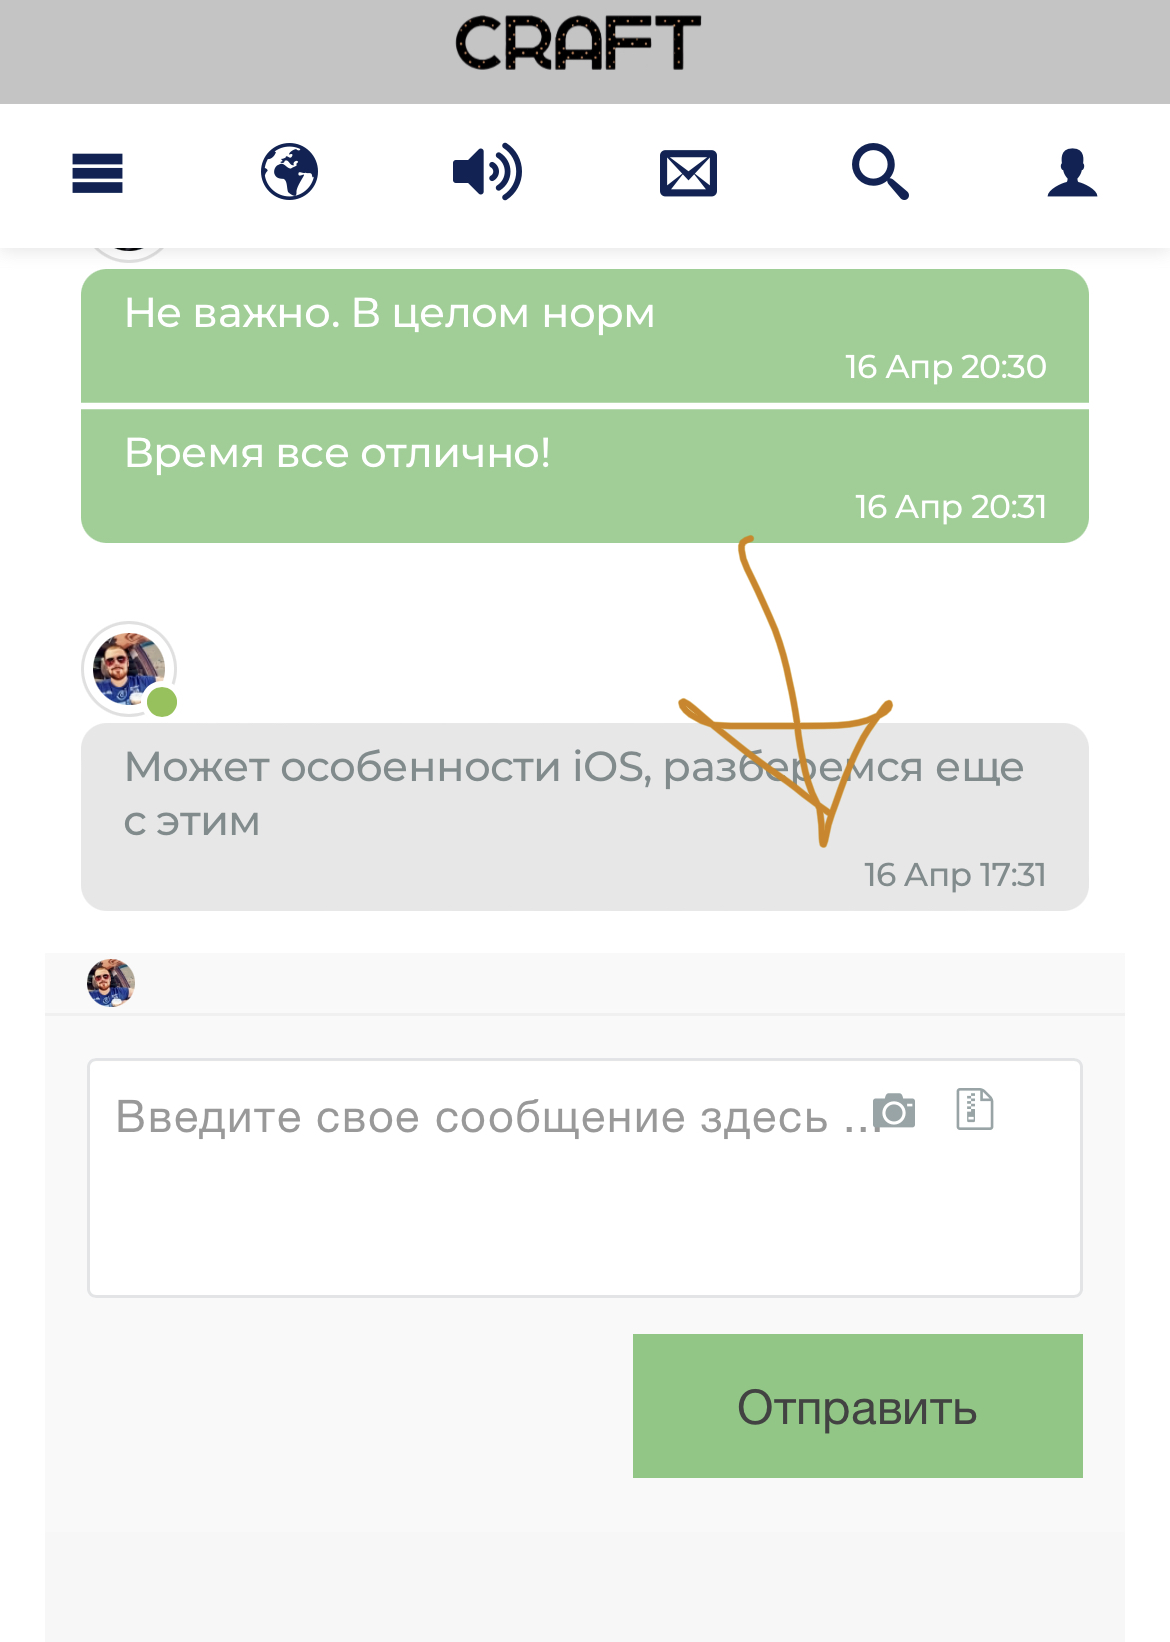 CRAFT
Не важно. В целом норм
16 Апр 20:30
Время все отлично!
16 Апр 20:31
Может особенности iOS, разберемся еще
с этим
16 Апр 17:31
Введите свое сообщение здесь ...
Отправить